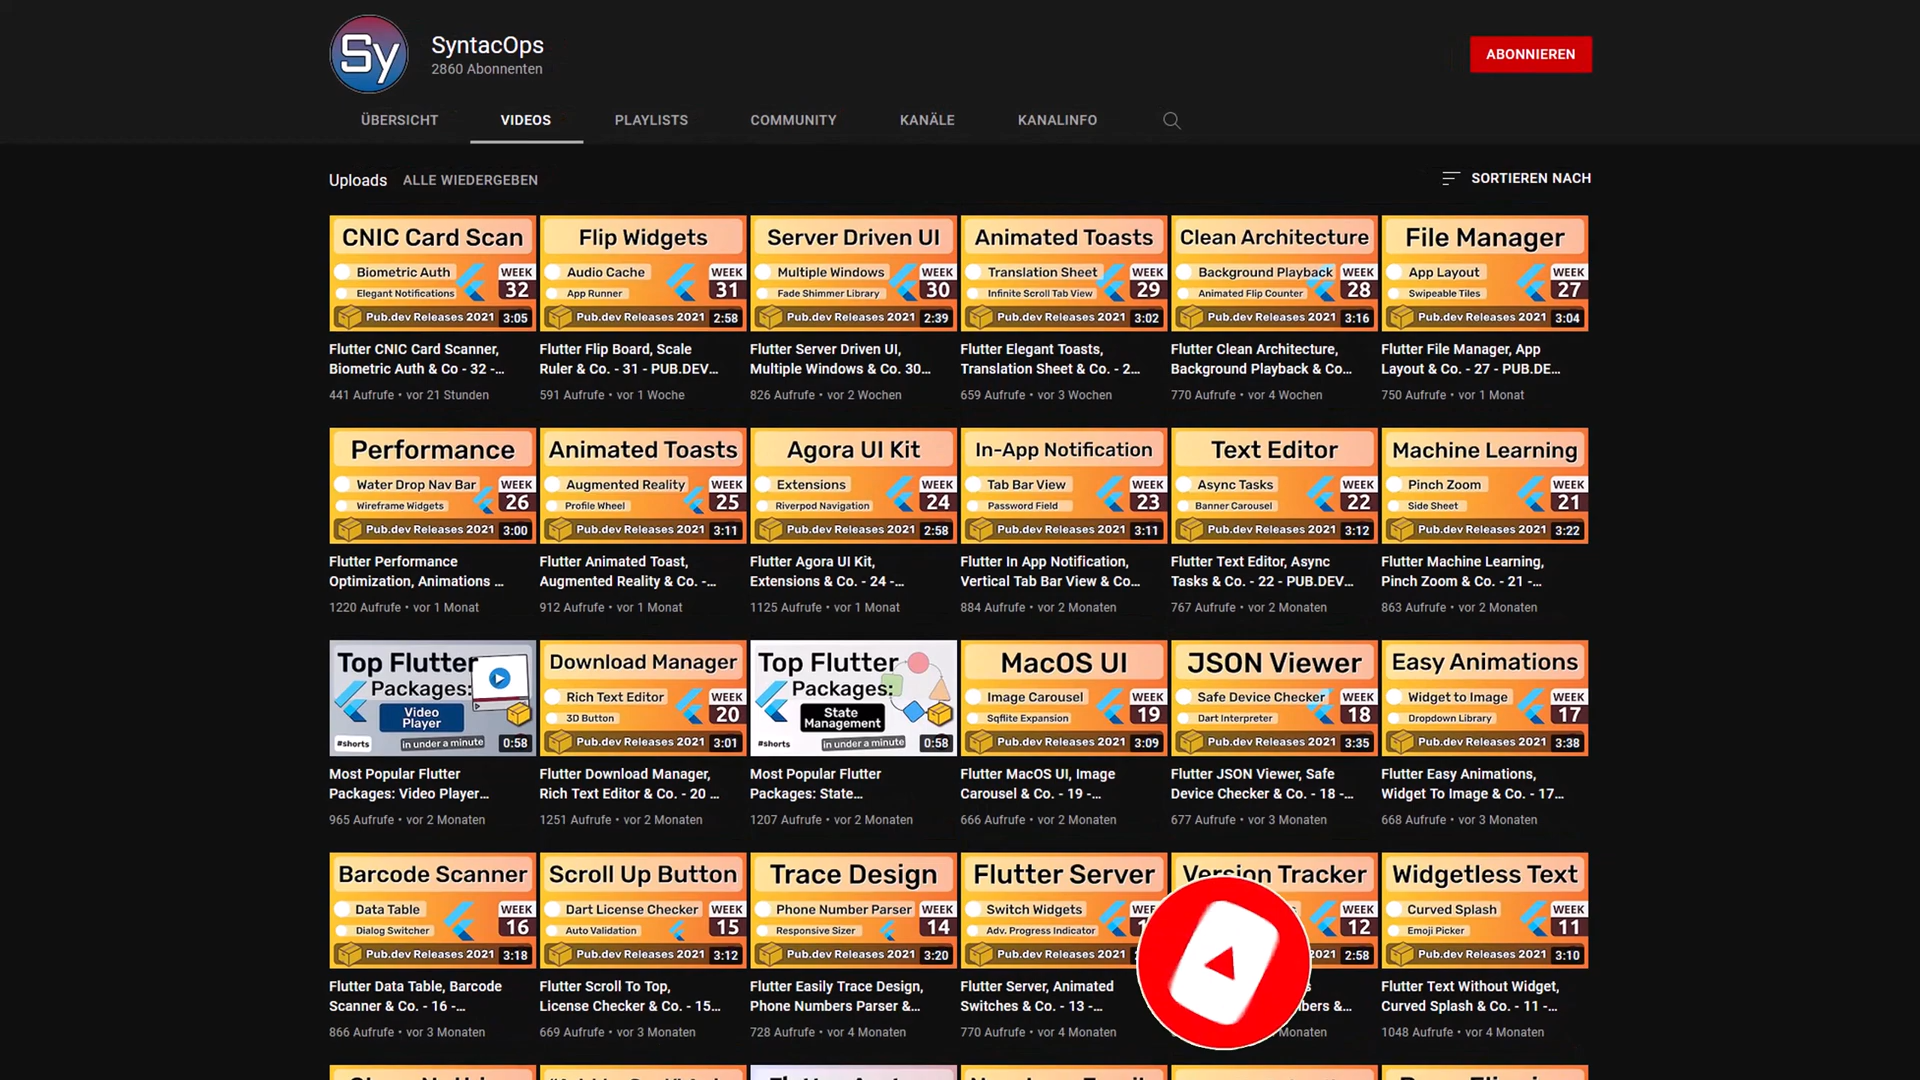 Sy
SyntacOps
2860 Abonnenten
ABONNIEREN
ÜBERSICHT VIDEOS PLAYLISTS COMMUNITY KANÄLE KANALINFO
Uploads ALLE WIEDERGEBEN
SORTIEREN NACH
CNIC Card Scan
Biometric Auth
Elegant Notifications
WEEK
32
Pub.dev Releases 2021
3:05
Flutter CNIC Card Scanner,
Biometric Auth & Co - 32 -...
441 Aufrufe • vor 21 Stunden
Flip Widgets
Audio Cache
App Runner
WEEK
31
Pub.dev Releases 2021
2:58
Flutter Flip Board, Scale
Ruler & Co. - 31 - PUB.DEV...
591 Aufrufe • vor 1 Woche
Server Driven UI
Multiple Windows
Fade Shimmer Library
WEEK
30
Pub.dev Releases 2021
2:39
Flutter Server Driven UI,
Multiple Windows & Co. 30...
826 Aufrufe • vor 2 Wochen
Animated Toasts
Translation Sheet
Infinite Scroll Tab View
WEEK
29
Pub.dev Releases 2021
3:02
Flutter Elegant Toasts,
Translation Sheet & Co. - 2...
659 Aufrufe • vor 3 Wochen
Clean Architecture
Background Playback
Animated Flip Counter
WEEK
28
Pub.dev Releases 2021
3:16
Flutter Clean Architecture,
Background Playback & Co...
770 Aufrufe • vor 4 Wochen
File Manager
App Layout
Swipeable Tiles
WEEK
27
Pub.dev Releases 2021
3:04
Flutter File Manager, App
Layout & Co. - 27 - PUB.DE...
750 Aufrufe • vor 1 Monat
Performance
Water Drop Nav Bar
Wireframe Widgets
WEEK
26
Pub.dev Releases 2021
3:00
Flutter Performance
Optimization, Animations ...
1220 Aufrufe • vor 1 Monat
Animated Toasts
Augmented Reality
Profile Wheel
WEEK
25
Pub.dev Releases 2021
3:11
Flutter Animated Toast,
Augmented Reality & Co. -...
912 Aufrufe • vor 1 Monat
Agora UI Kit
Extensions
Riverpod Navigation
WEEK
24
Pub.dev Releases 2021
2:58
Flutter Agora UI Kit,
Extensions & Co. - 24 -...
1125 Aufrufe • vor 1 Monat
In-App Notification
Tab Bar View
Password Field
WEEK
23
Pub.dev Releases 2021
3:11
Flutter In App Notification,
Vertical Tab Bar View & Co...
884 Aufrufe • vor 2 Monaten
Text Editor
Async Tasks
Banner Carousel
WEEK
22
Pub.dev Releases 2021
3:12
Flutter Text Editor, Async
Tasks & Co. - 22 - PUB.DEV...
767 Aufrufe • vor 2 Monaten
Machine Learning
Pinch Zoom
Side Sheet
WEEK
21
Pub.dev Releases 2021
3:22
Flutter Machine Learning,
Pinch Zoom & Co. - 21 -...
863 Aufrufe • vor 2 Monaten
Top Flutter
Packages:
Video
Player
#shorts
in under a minute
0:58
Most Popular Flutter
Packages: Video Player...
965 Aufrufe • vor 2 Monaten
Download Manager
Rich Text Editor
3D Button
WEEK
20
Pub.dev Releases 2021
3:01
Flutter Download Manager,
Rich Text Editor & Co. - 20 ...
1251 Aufrufe • vor 2 Monaten
Top Flutter
Packages:
State
Management
#shorts
in under a minute
0:58
Most Popular Flutter
Packages: State...
1207 Aufrufe • vor 2 Monaten
MacOS UI
Image Carousel
Sqflite Expansion
WEEK
19
Pub.dev Releases 2021
3:09
Flutter MacOS UI, Image
Carousel & Co. - 19 -...
666 Aufrufe • vor 2 Monaten
JSON Viewer
Safe Device Checker
Dart Interpreter
WEEK
18
Pub.dev Releases 2021
3:35
Flutter JSON Viewer, Safe
Device Checker & Co. - 18 -...
677 Aufrufe • vor 3 Monaten
Easy Animations
Widget to Image
Dropdown Library
WEEK
17
Pub.dev Releases 2021
3:38
Flutter Easy Animations,
Widget To Image & Co. - 17...
668 Aufrufe • vor 3 Monaten
Barcode Scanner
Data Table
Dialog Switcher
WEEK
16
Pub.dev Releases 2021
3:18
Flutter Data Table, Barcode
Scanner & Co. - 16 -...
866 Aufrufe • vor 3 Monaten
Scroll Up Button
Dart License Checker
Auto Validation
WEEK
15
Pub.dev Releases 2021
3:12
Flutter Scroll To Top,
License Checker & Co. - 15...
669 Aufrufe • vor 3 Monaten
Trace Design
Phone Number Parser
Responsive Sizer
WEEK
14
Pub.dev Releases 2021
3:20
Flutter Easily Trace Design,
Phone Numbers Parser &...
728 Aufrufe • vor 4 Monaten
Flutter Server
Switch Widgets
Adv. Progress Indicator
Pub.dev Releases 2021
Flutter Server, Animated
Switches & Co. - 13 -...
770 Aufrufe • vor 4 Monaten
Version Tracker
WEEK
12
2021
2:58
&...
Monaten
Widgetless Text
Curved Splash
Emoji Picker
WEEK
11
Pub.dev Releases 2021
3:10
Flutter Text Without Widget,
Curved Splash & Co. - 11 -...
1048 Aufrufe • vor 4 Monaten